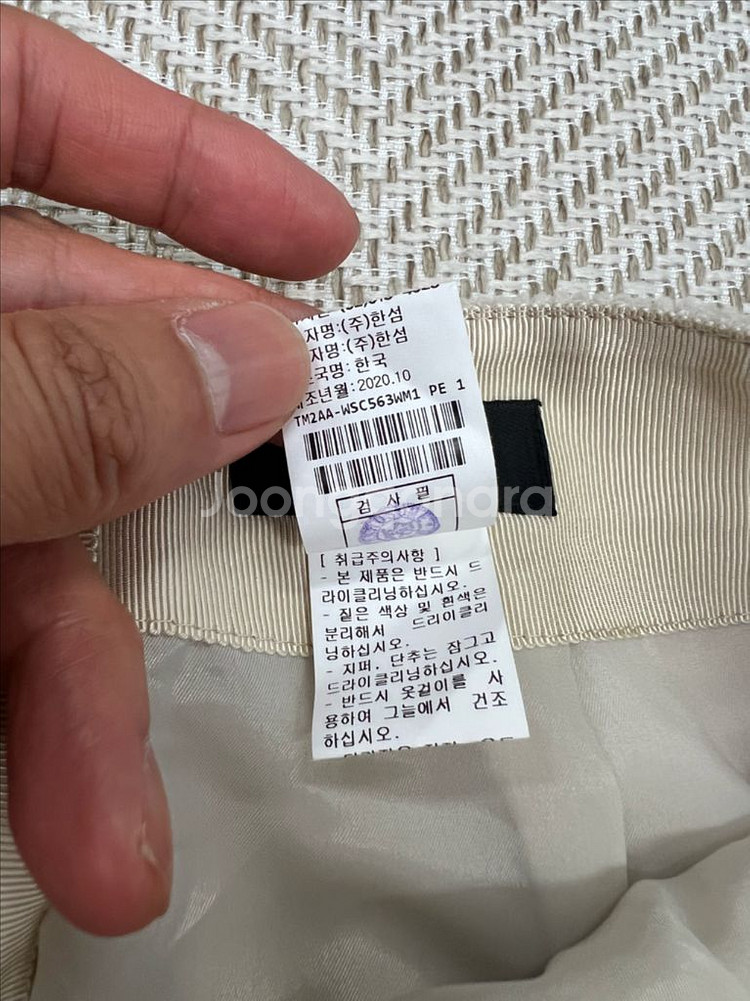 자명:(주)한섬
자명:(주)한섬
국명: 한국
조년월:2020.10
TM2AA-WSC563WM1 PE 1
검 사 필
[ 취급주의사항 ]
- 본 제품은 반드시 드
라이클리닝하십시오.
- 짙은 색상 및 흰색은
분리해서 드라이클리
닝하십시오.
- 지퍼, 단추는 잠그고
드라이클리닝하십시오.
- 반드시 옷걸이를 사
용하여 그늘에서 건조
하십시오.